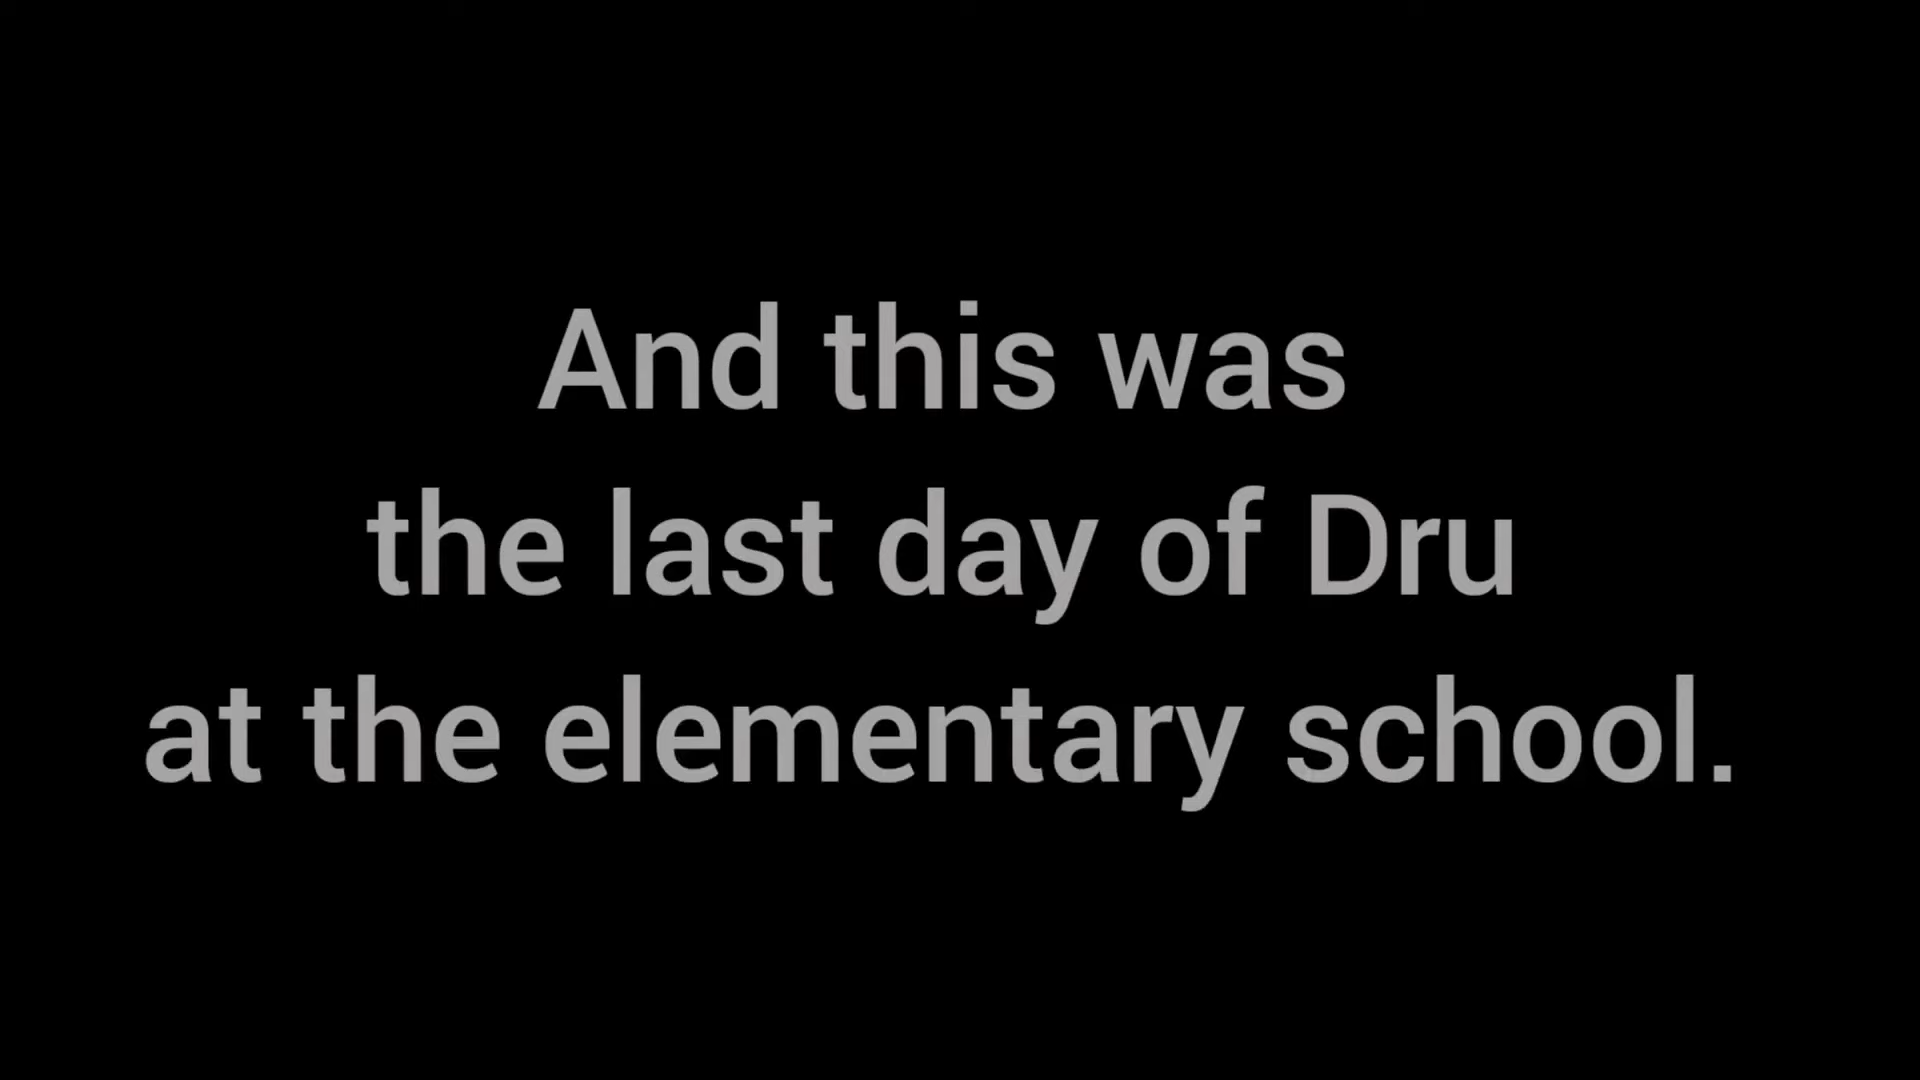 And this was
the last day of Dru
at the elementary school.